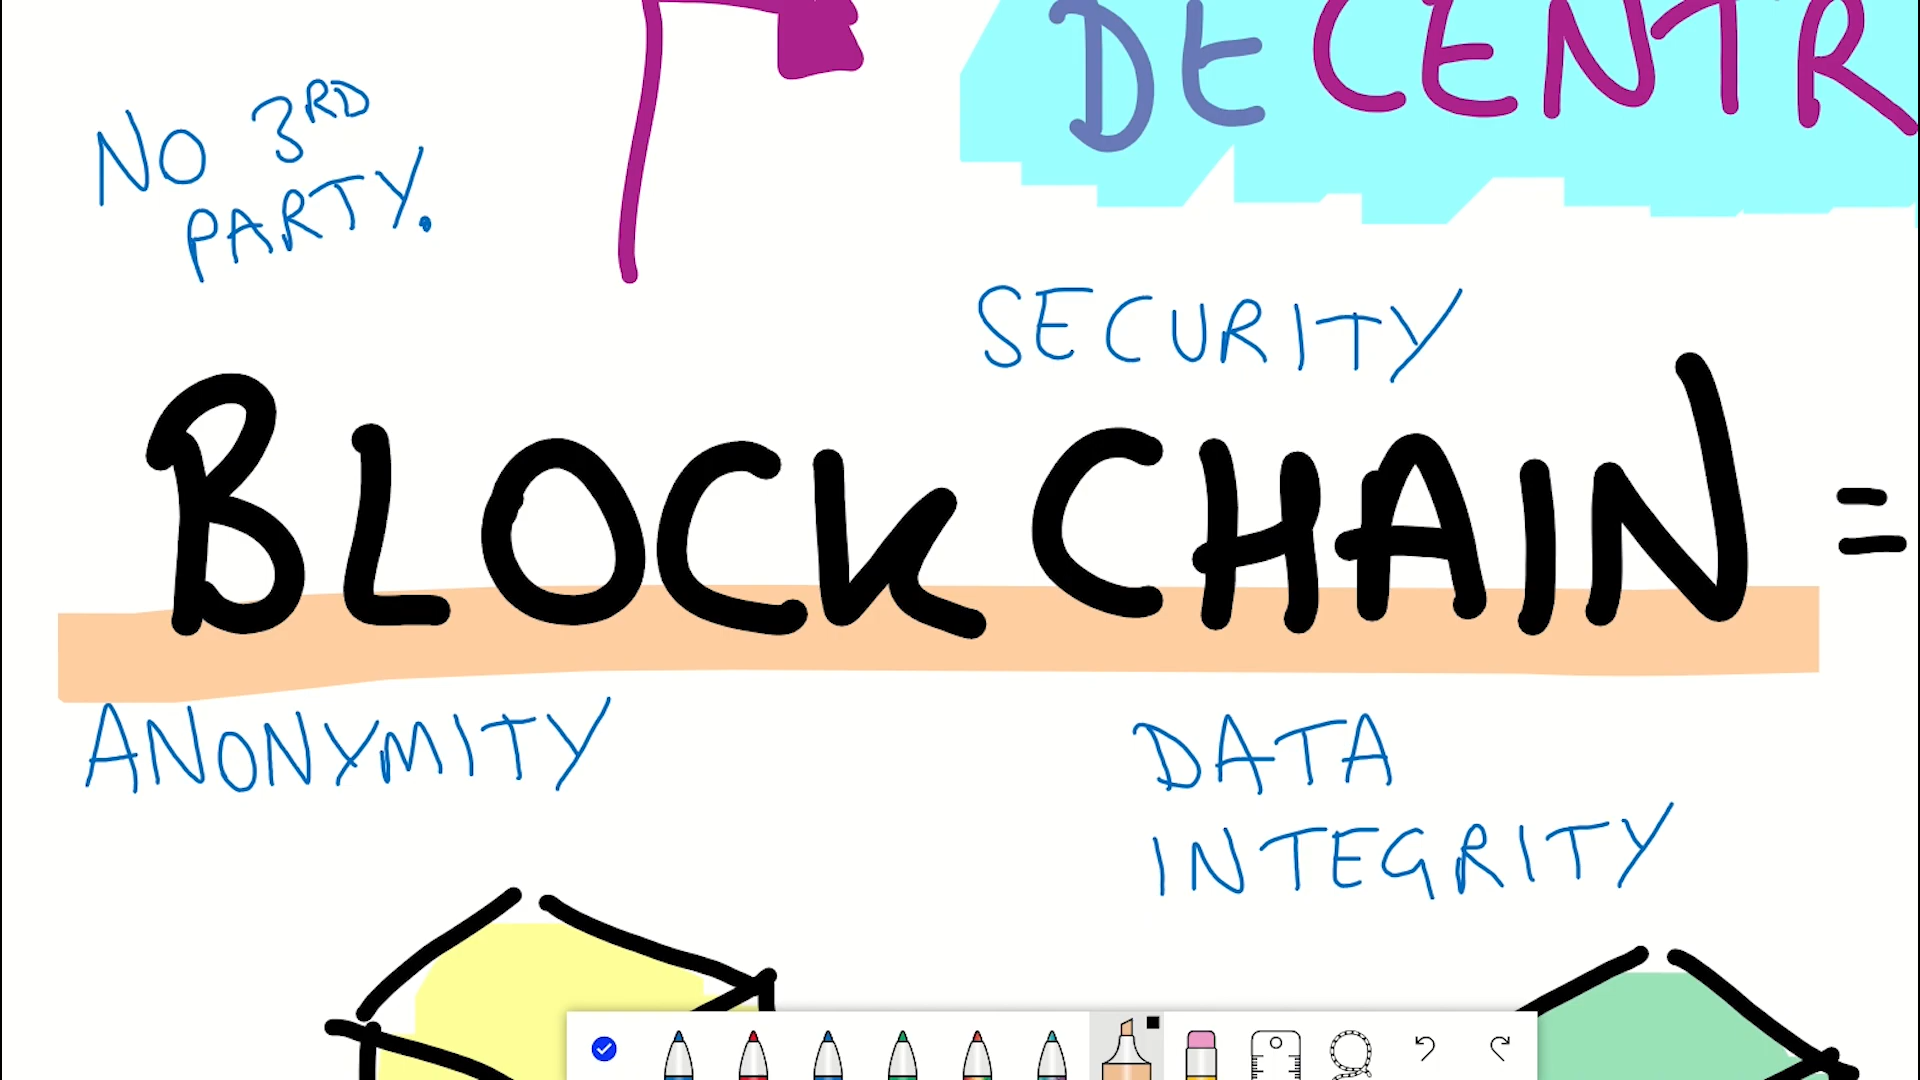 DECENTR
NO 3RD
PARTY.
SECURITY
BLOCKCHAIN =
ANONYMITY
DATA
INTEGRITY